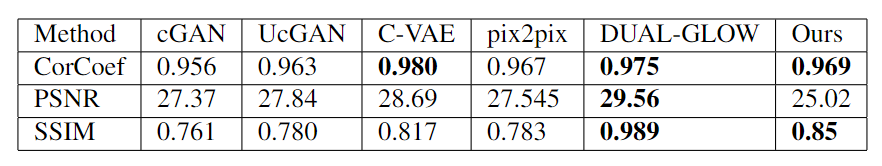 Method cGAN UcGAN C-VAE pix2pix DUAL-GLOW Ours
CorCoef 0.956 0.963 0.980 0.967 0.975 0.969
PSNR 27.37 27.84 28.69 27.545 29.56 25.02
SSIM 0.761 0.780 0.817 0.783 0.989 0.85